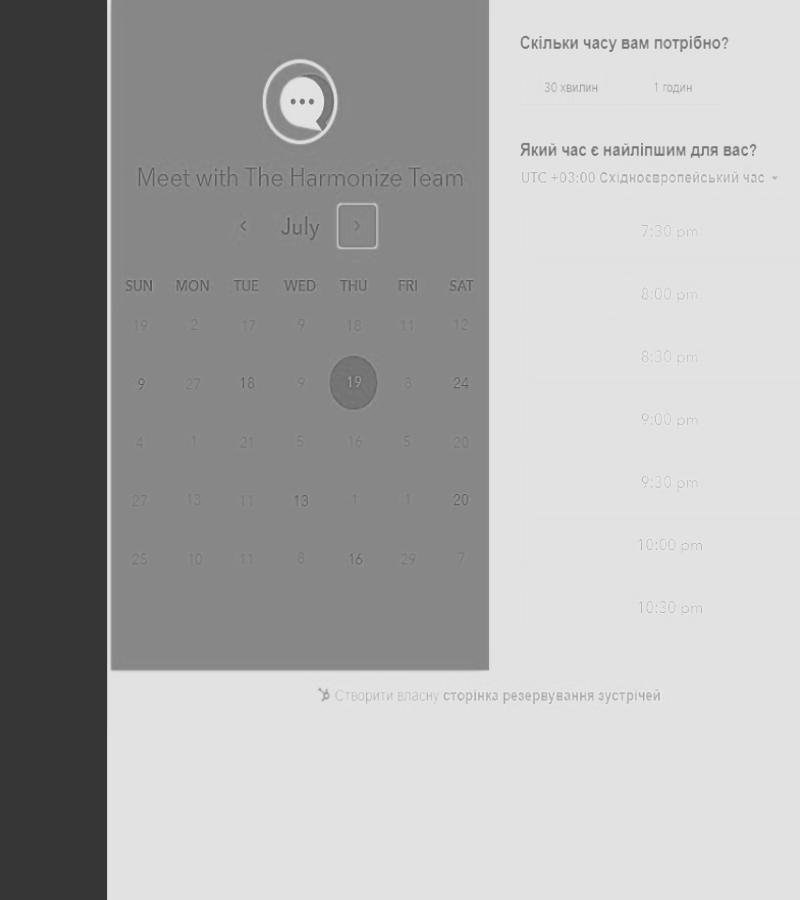 Meet with The Harmonize Team
July
SUN MON TUE WED THU FRI SAT
19 2 17 9 18 11 12
9 27 18 9 19 8 24
4 1 21 5 16 5 20
27 13 11 13 1 1 20
25 10 11 8 16 29 7
Скільки часу вам потрібно?
30 хвилин 1 годин
Який час є найліпшим для вас?
UTC +03:00 Східноєвропейський час
7:30 pm
8:00 pm
8:30 pm
9:00 pm
9:30 pm
10:00 pm
10:30 pm
Створити власну сторінка резервування зустрічей